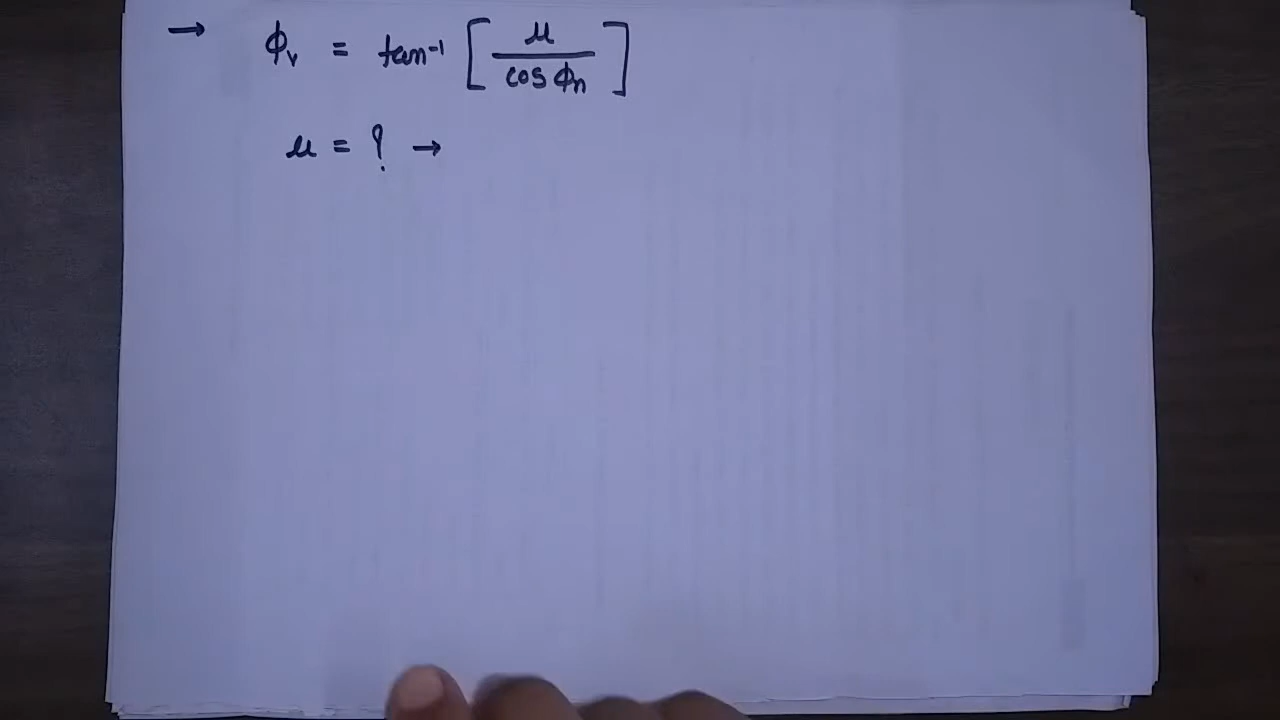 → ϕᵥ = tan⁻¹ [ μ / cos ϕₙ ]
μ = ? →